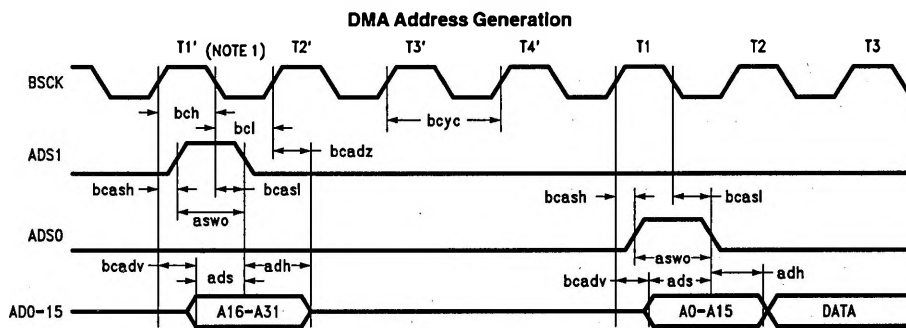 DMA Address Generation
T1' (NOTE 1) T2' T3' T4' T1 T2 T3
BSCK
bch
bcl
bcyc
bcadz
ADS1
bcash
bcasl
bcash
bcasl
aswo
ADS0
aswo
bcadv
ads
adh
bcadv
ads
adh
AD0-15
A16-A31
A0-A15
DATA